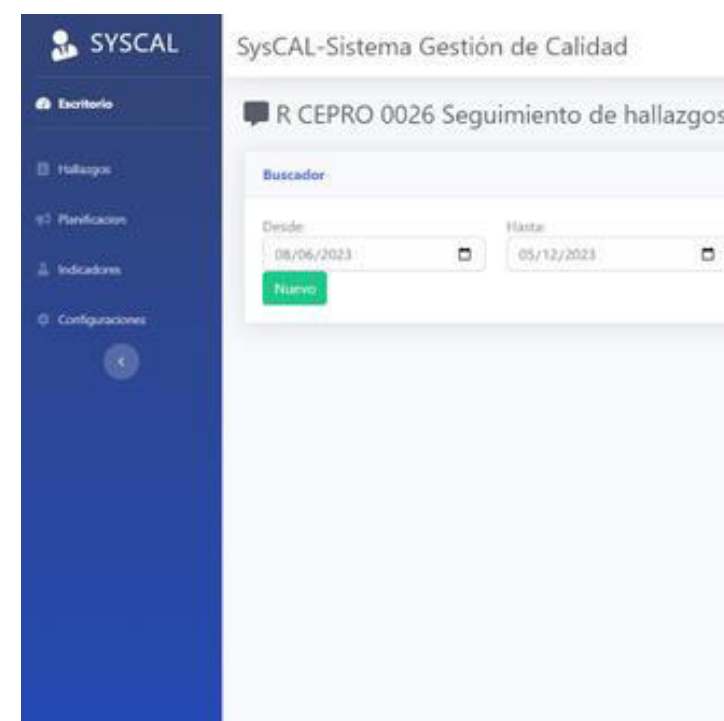 SYSCAL
Escritorio
Hallazgos
Planificacion
Indicadores
Configuraciones
SysCAL-Sistema Gestión de Calidad
R CEPRO 0026 Seguimiento de hallazgos
Buscador
Desde: Hasta:
08/06/2023 05/12/2023
Nuevo